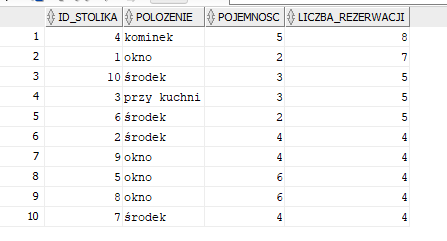 ID_STOLIKA POLOZENIE POJEMNOSC LICZBA_REZERWACJI
1 4 kominek 5 8
2 1 okno 2 7
3 10 środek 3 5
4 3 przy kuchni 3 5
5 6 środek 2 5
6 2 środek 4 4
7 9 okno 4 4
8 5 okno 6 4
9 8 okno 6 4
10 7 środek 4 4